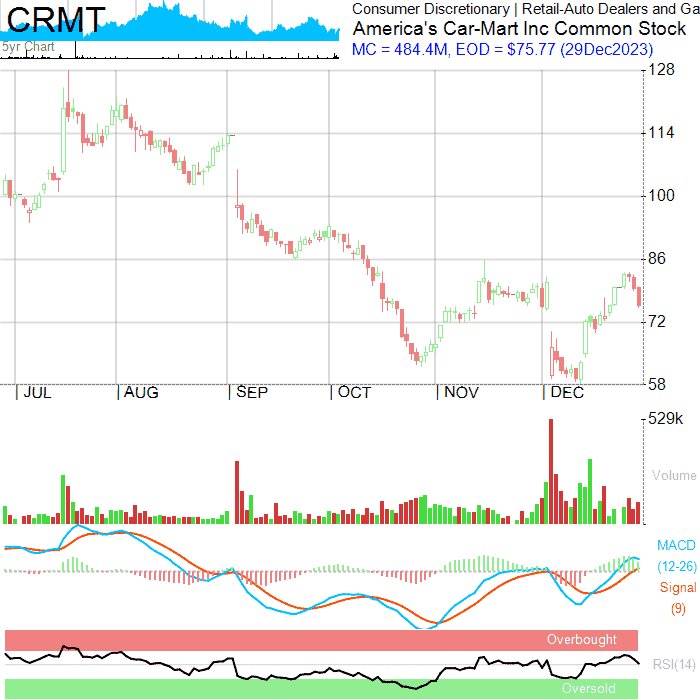 CRMT
5yr Chart
Consumer Discretionary | Retail-Auto Dealers and Ga
America's Car-Mart Inc Common Stock
MC = 484.4M, EOD = $75.77 (29Dec2023)
128
114
100
86
72
58
JUL AUG SEP OCT NOV DEC
529k
Volume
MACD
(12-26)
Signal
(9)
Overbought
RSI(14)
Oversold